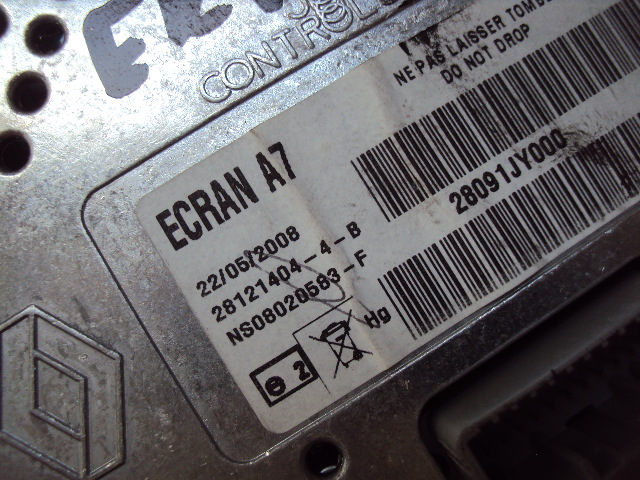 CONTROL
NE PAS LAISSER TOMBE
DO NOT DROP
ECRAN A7
28091JY000
22/05/2008
28121404-4-B
NS08020583-F
Hg
e 2